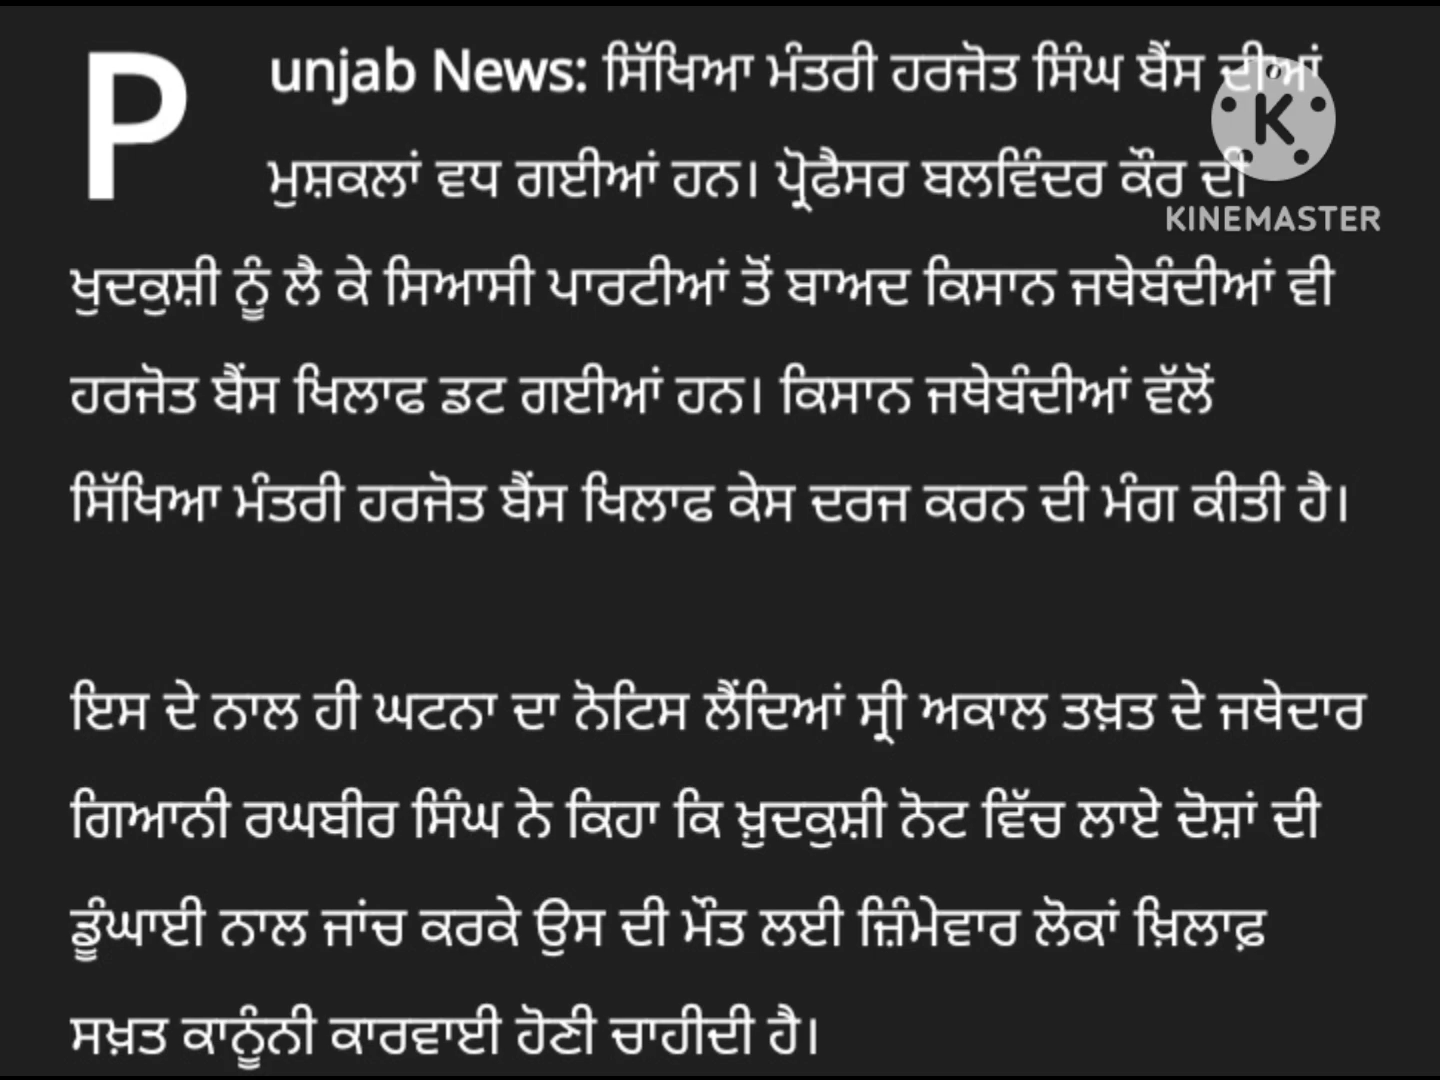 Punjab News: ਸਿੱਖਿਆ ਮੰਤਰੀ ਹਰਜੋਤ ਸਿੰਘ ਬੈਂਸ ਦੀਆਂ
ਮੁਸ਼ਕਲਾਂ ਵਧ ਗਈਆਂ ਹਨ। ਪ੍ਰੋਫੈਸਰ ਬਲਵਿੰਦਰ ਕੌਰ ਦੀ
KINEMASTER
ਖੁਦਕੁਸ਼ੀ ਨੂੰ ਲੈ ਕੇ ਸਿਆਸੀ ਪਾਰਟੀਆਂ ਤੋਂ ਬਾਅਦ ਕਿਸਾਨ ਜਥੇਬੰਦੀਆਂ ਵੀ
ਹਰਜੋਤ ਬੈਂਸ ਖਿਲਾਫ ਡਟ ਗਈਆਂ ਹਨ। ਕਿਸਾਨ ਜਥੇਬੰਦੀਆਂ ਵੱਲੋਂ
ਸਿੱਖਿਆ ਮੰਤਰੀ ਹਰਜੋਤ ਬੈਂਸ ਖਿਲਾਫ ਕੇਸ ਦਰਜ ਕਰਨ ਦੀ ਮੰਗ ਕੀਤੀ ਹੈ।
ਇਸ ਦੇ ਨਾਲ ਹੀ ਘਟਨਾ ਦਾ ਨੋਟਿਸ ਲੈਂਦਿਆਂ ਸ੍ਰੀ ਅਕਾਲ ਤਖ਼ਤ ਦੇ ਜਥੇਦਾਰ
ਗਿਆਨੀ ਰਘਬੀਰ ਸਿੰਘ ਨੇ ਕਿਹਾ ਕਿ ਖ਼ੁਦਕੁਸ਼ੀ ਨੋਟ ਵਿੱਚ ਲਾਏ ਦੋਸ਼ਾਂ ਦੀ
ਡੂੰਘਾਈ ਨਾਲ ਜਾਂਚ ਕਰਕੇ ਉਸ ਦੀ ਮੌਤ ਲਈ ਜ਼ਿੰਮੇਵਾਰ ਲੋਕਾਂ ਖ਼ਿਲਾਫ਼
ਸਖ਼ਤ ਕਾਨੂੰਨੀ ਕਾਰਵਾਈ ਹੋਣੀ ਚਾਹੀਦੀ ਹੈ।